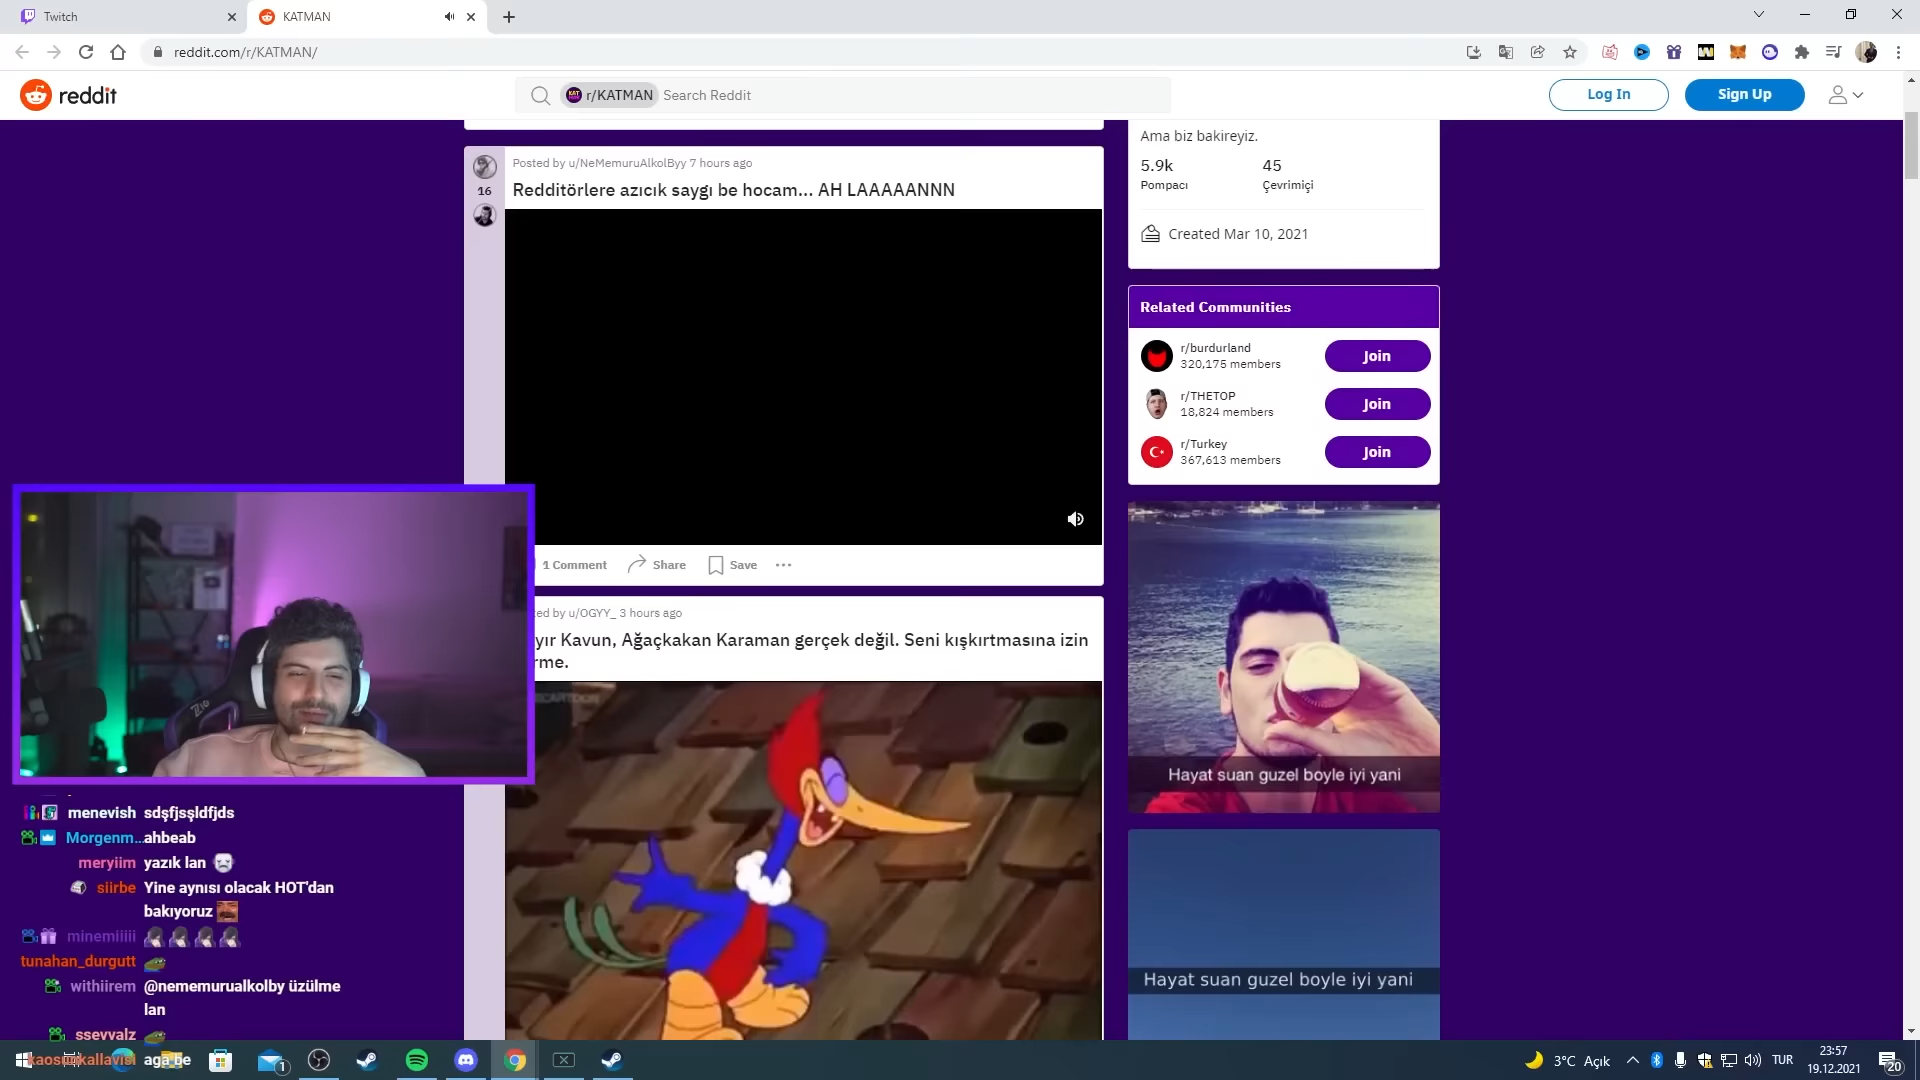 Twitch
KATMAN
reddit.com/r/KATMAN/
reddit
r/KATMAN
Search Reddit
Log In
Sign Up
Posted by u/NeMemuruAlkolByy 7 hours ago
16
Redditörlere azıcık saygı be hocam... AH LAAAAANNN
1 Comment
Share
Save
ted by u/OGYY_ 3 hours ago
yır Kavun, Ağaçkakan Karaman gerçek değil. Seni kışkırtmasına izin
rme.
Ama biz bakireyiz.
5.9k
45
Pompacı
Çevrimiçi
Created Mar 10, 2021
Related Communities
r/burdurland
320,175 members
Join
r/THETOP
18,824 members
Join
r/Turkey
367,613 members
Join
Hayat suan guzel boyle iyi yani
Hayat suan guzel boyle iyi yani
menevish sdşfjsşldfjds
Morgenm...ahbeab
meryiim yazık lan
siirbe Yine aynısı olacak HOT'dan
bakıyoruz
minemiiiii
tunahan_durgutt
withiirem @nememurualkolby üzülme
lan
ssevvalz
aga be
1
3°C Açık
TUR
23:57
19.12.2021
20